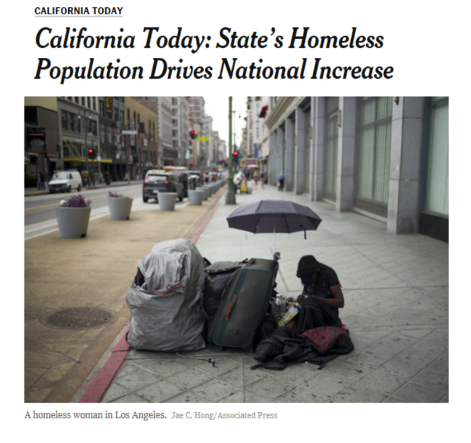 CALIFORNIA TODAY
California Today: State’s Homeless
Population Drives National Increase
A homeless woman in Los Angeles. Jae C. Hong/Associated Press